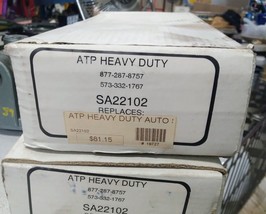 ATP HEAVY DUTY
877-287-8757
573-332-1767
SA22102
REPLACES:
ATP HEAVY DUTY AUTO
SA22102
$81.15
ATP HEAVY DUTY
877-287-8757
573-332-1767
SA22102